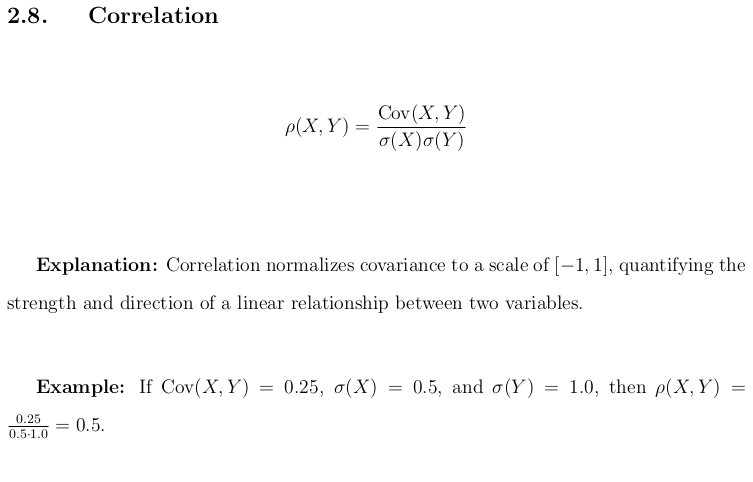 2.8. Correlation
ρ(X, Y) = Cov(X, Y) / σ(X)σ(Y)
Explanation: Correlation normalizes covariance to a scale of [−1, 1], quantifying the
strength and direction of a linear relationship between two variables.
Example: If Cov(X, Y) = 0.25, σ(X) = 0.5, and σ(Y) = 1.0, then ρ(X, Y) =
0.25 / 0.5·1.0 = 0.5.